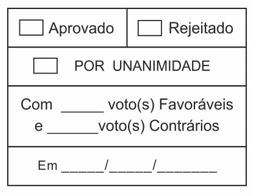 Aprovado Rejeitado
POR UNANIMIDADE
Com _____ voto(s) Favoráveis
e ______voto(s) Contrários
Em _____/_____/_______